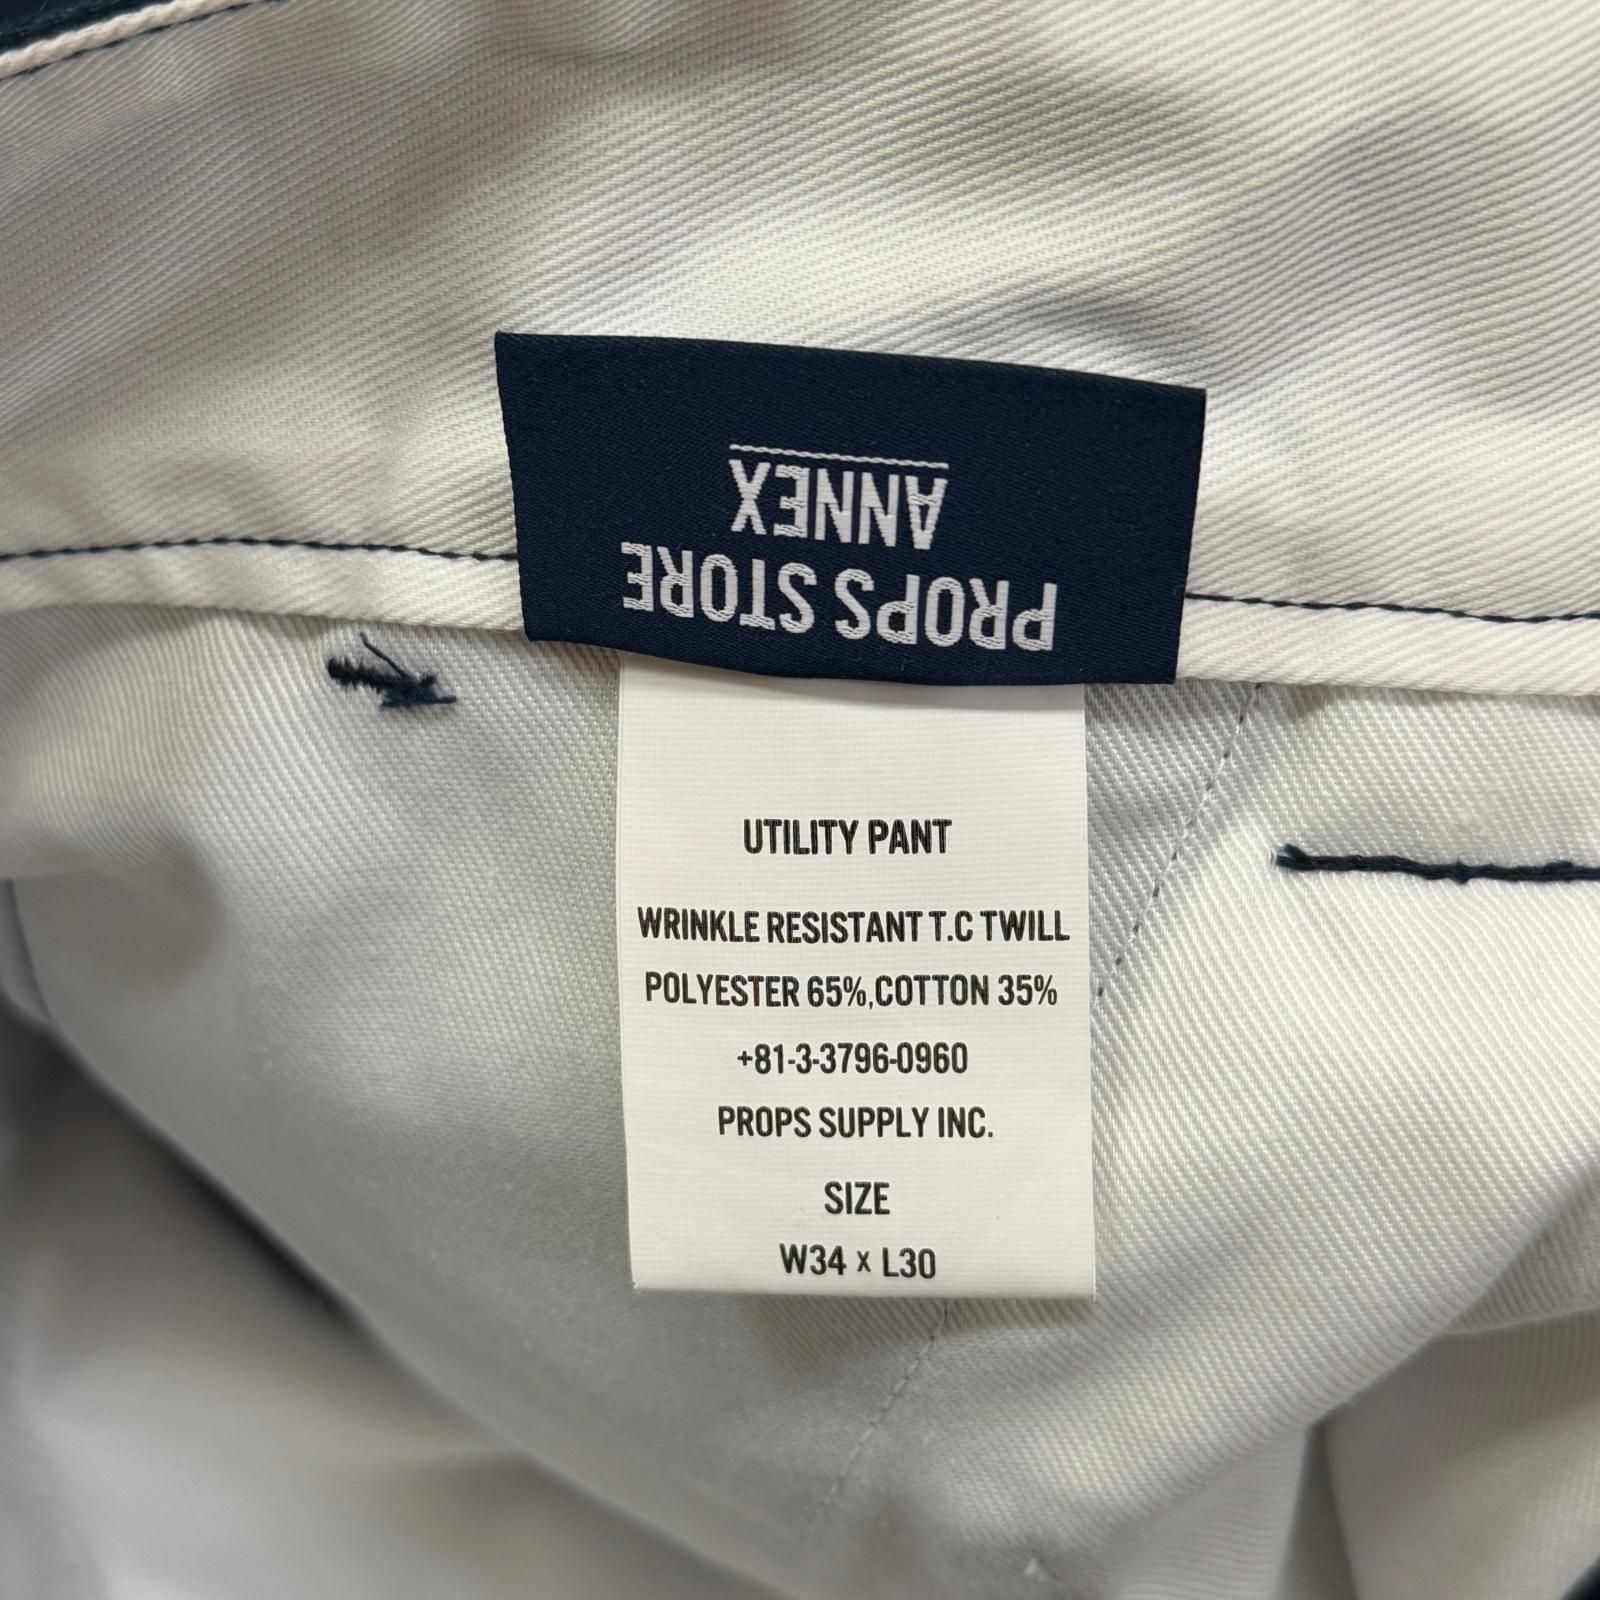 PROPS STORE
ANNEX
UTILITY PANT
WRINKLE RESISTANT T.C TWILL
POLYESTER 65%,COTTON 35%
+81-3-3796-0960
PROPS SUPPLY INC.
SIZE
W34 x L30